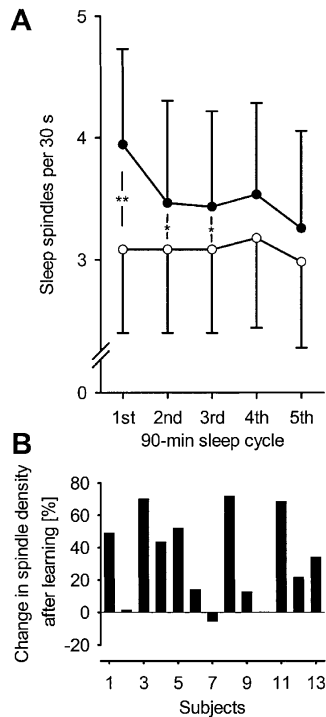 A
Sleep spindles per 30 s
5
4
3
0
**
*
*
1st 2nd 3rd 4th 5th
90-min sleep cycle
B
Change in spindle density
after learning [%]
80
60
40
20
0
-20
1 3 5 7 9 11 13
Subjects